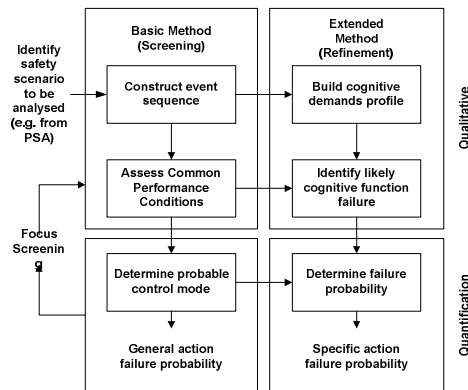 Identify
safety
scenario
to be
analysed
(e.g. from
PSA)
Basic Method
(Screening)
Extended
Method
(Refinement)
Construct event
sequence
Build cognitive
demands profile
Qualitative
Assess Common
Performance
Conditions
Identify likely
cognitive function
failure
Focus
Screenin
g
Determine probable
control mode
Determine failure
probability
Quantification
General action
failure probability
Specific action
failure probability